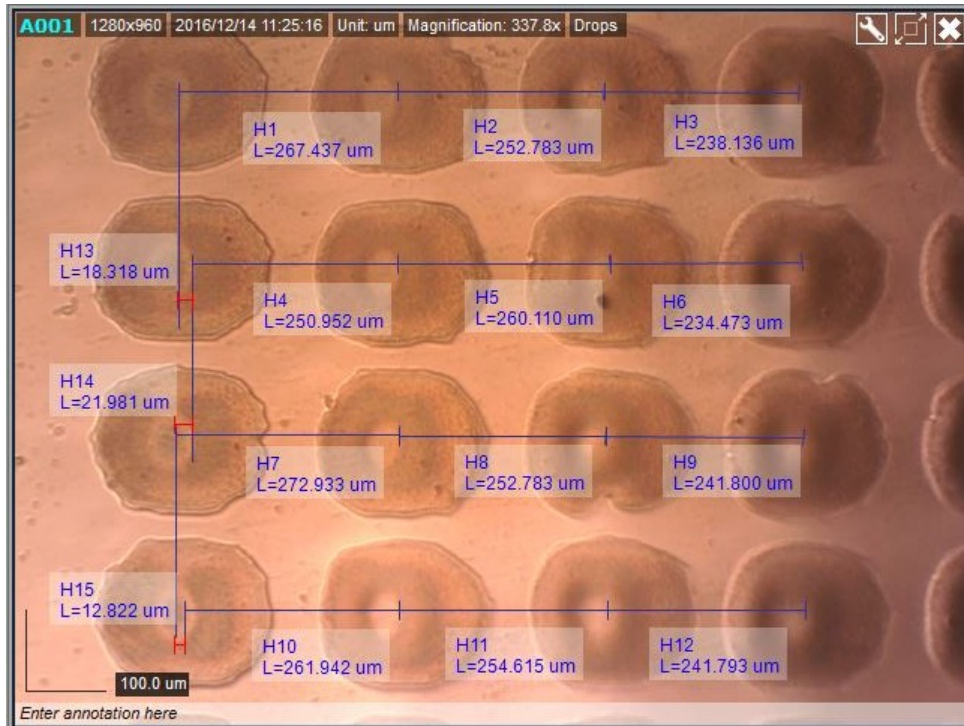 A001 1280x960 2016/12/14 11:25:16 Unit: um Magnification: 337.8x Drops
H1
L=267.437 um
H2
L=252.783 um
H3
L=238.136 um
H13
L=18.318 um
H4
L=250.952 um
H5
L=260.110 um
H6
L=234.473 um
H14
L=21.981 um
H7
L=272.933 um
H8
L=252.783 um
H9
L=241.800 um
H15
L=12.822 um
H10
L=261.942 um
H11
L=254.615 um
H12
L=241.793 um
100.0 um
Enter annotation here